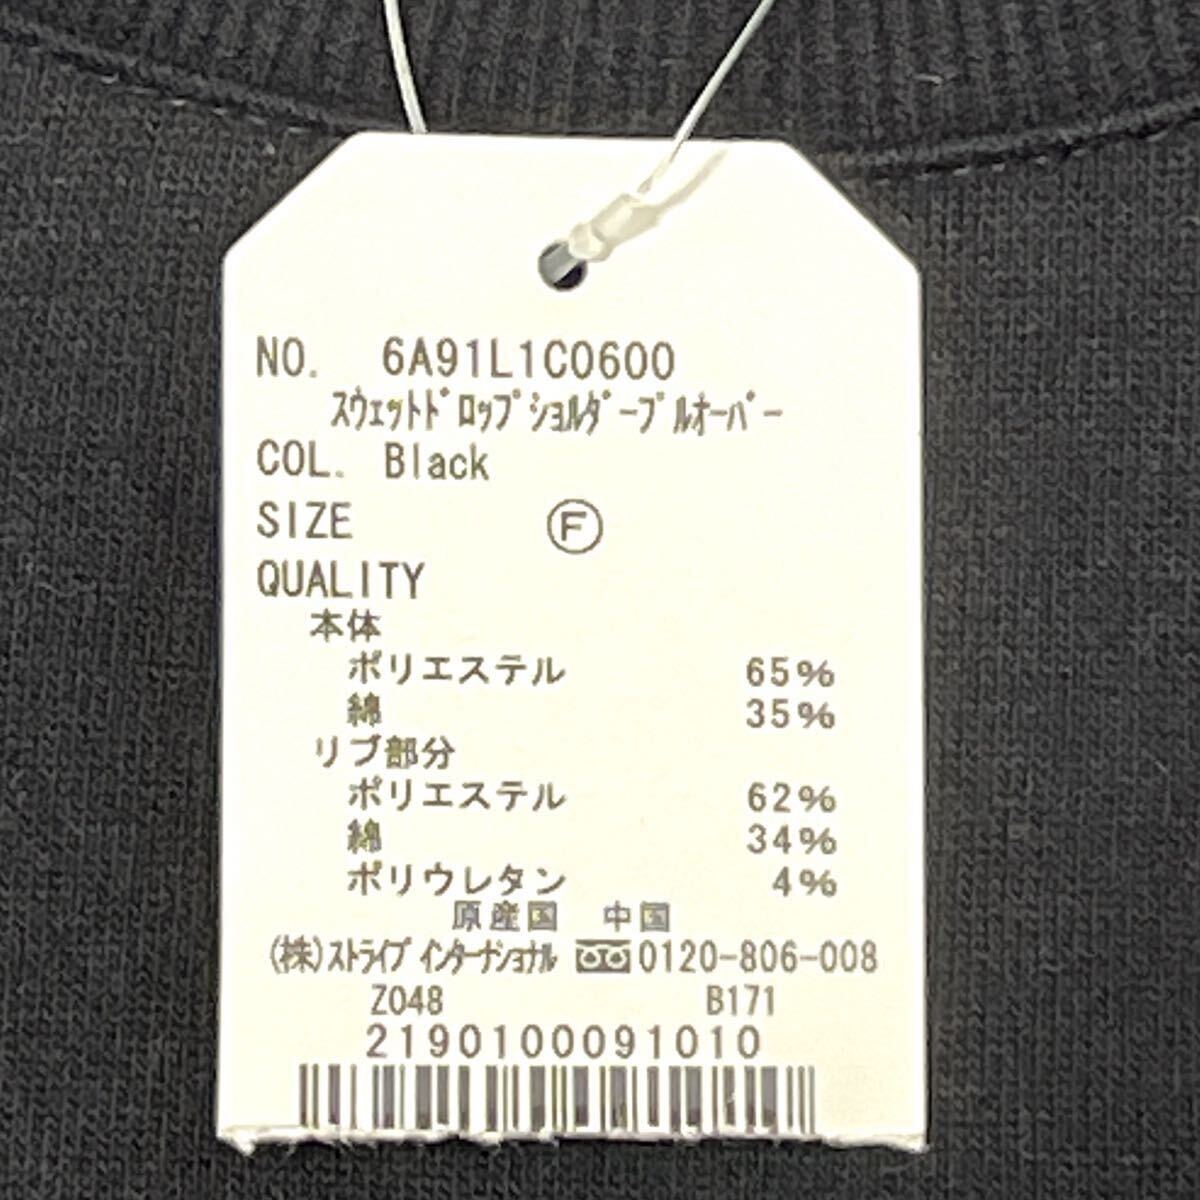 NO. 6A91L1C0600
ｽｳｪｯﾄﾄﾞﾛｯﾌﾟｼｮﾙﾀﾞｰﾌﾟﾙｵｰﾊﾞｰ
COL. Black
SIZE Ⓕ
QUALITY
本体
ポリエステル 65%
綿 35%
リブ部分
ポリエステル 62%
綿 34%
ポリウレタン 4%
原産国 中国
(株)ｽﾄﾗｲﾌﾟ ｲﾝﾀｰﾅｼｮﾅﾙ 0120-806-008
Z048 B171
2190100091010